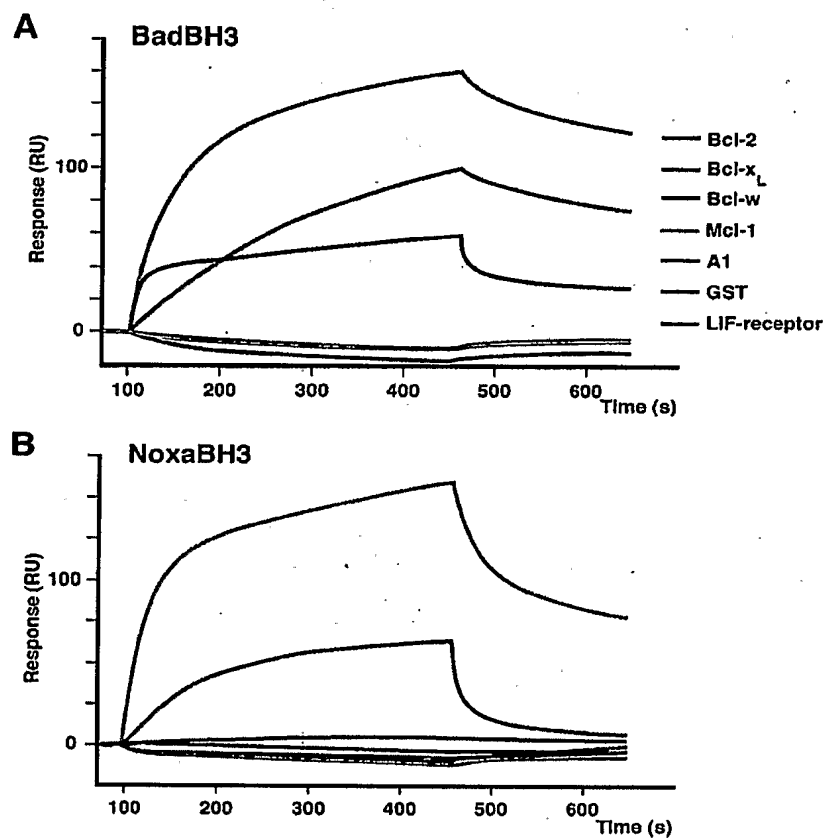 A
BadBH3
Response (RU)
100
0
100 200 300 400 500 600
Time (s)
Bcl-2
Bcl-xL
Bcl-w
Mcl-1
A1
GST
LIF-receptor
B
NoxaBH3
Response (RU)
100
0
100 200 300 400 500 600
Time (s)